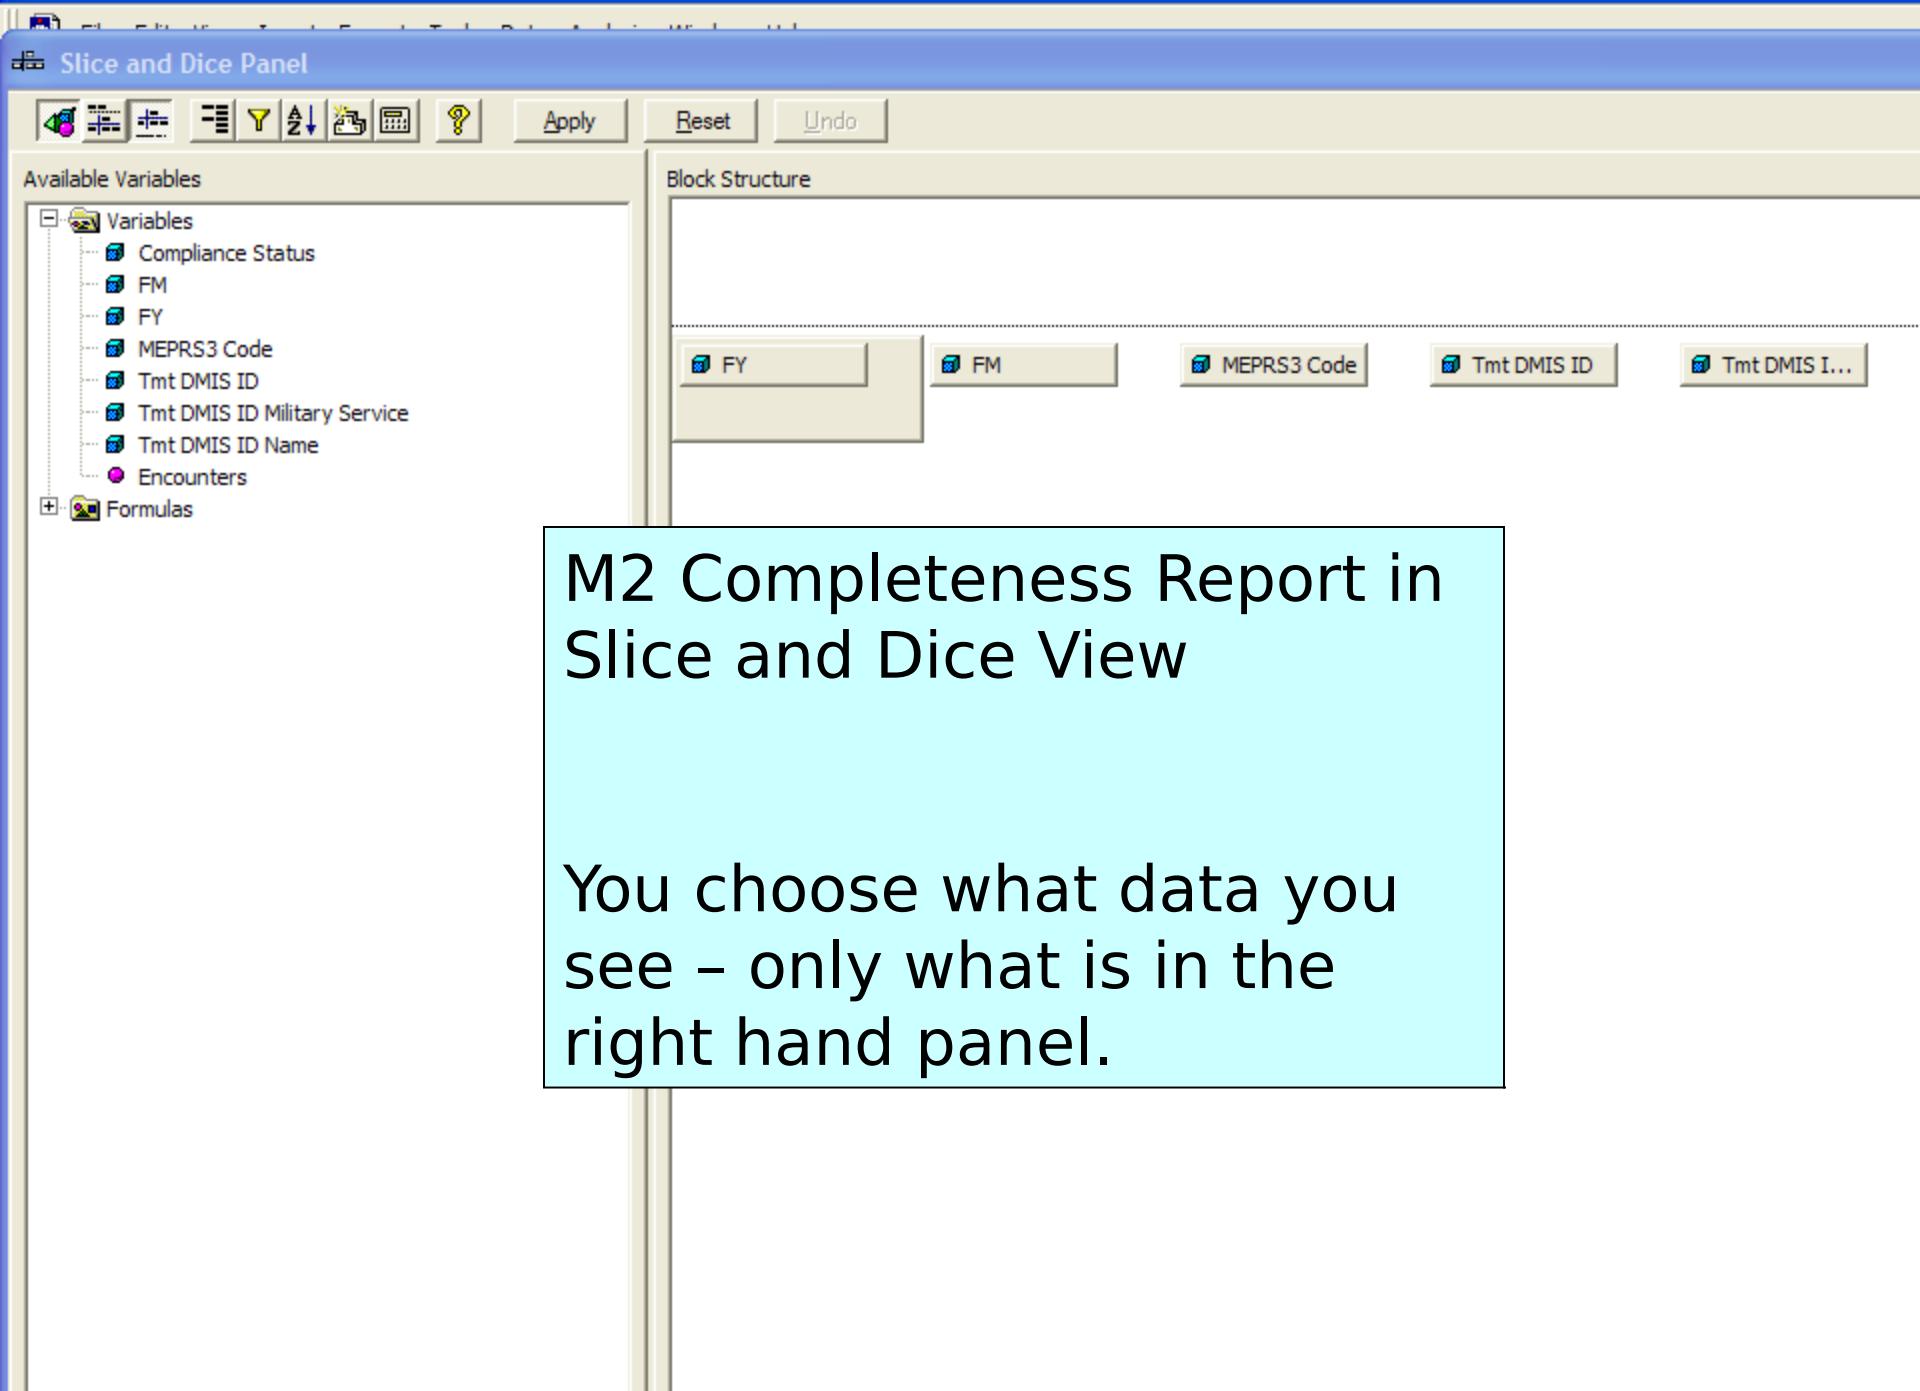 Slice and Dice Panel
Apply
Reset
Undo
Available Variables
Block Structure
Variables
Compliance Status
FM
FY
MEPRS3 Code
Tmt DMIS ID
Tmt DMIS ID Military Service
Tmt DMIS ID Name
Encounters
Formulas
FY
FM
MEPRS3 Code
Tmt DMIS ID
Tmt DMIS I...
M2 Completeness Report in
Slice and Dice View
You choose what data you
see – only what is in the
right hand panel.